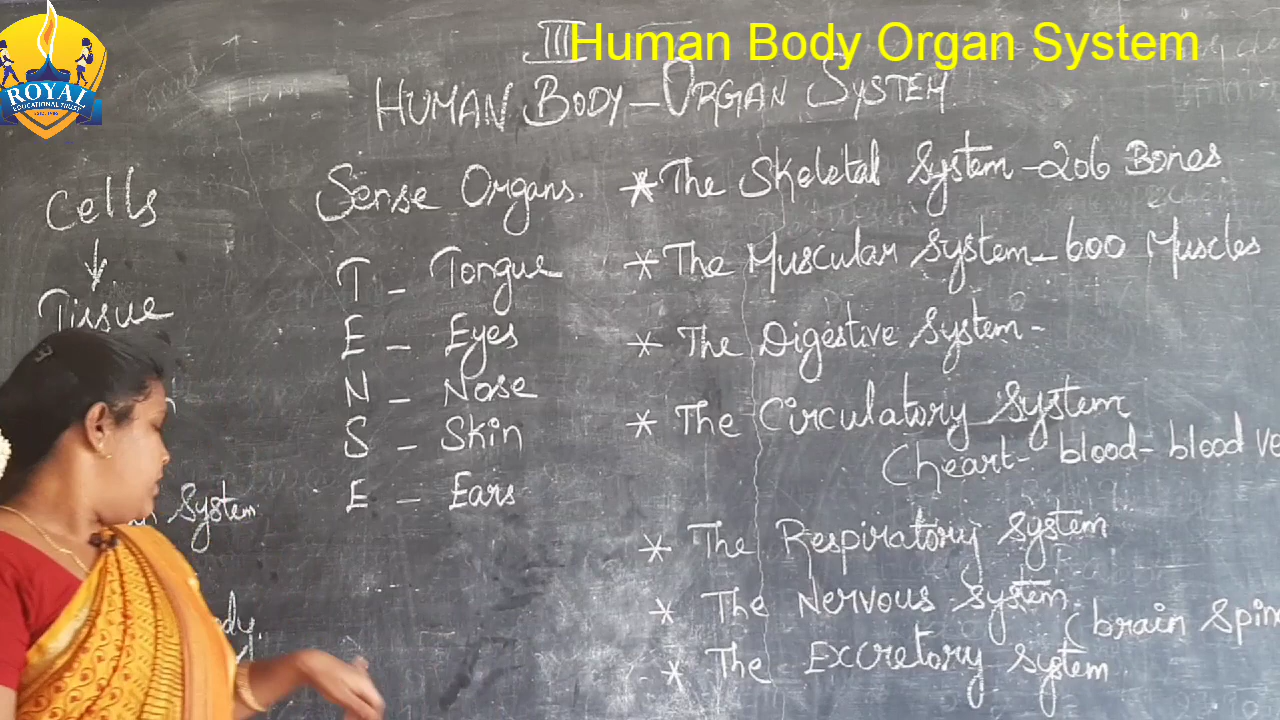 III Human Body Organ System
ROYAL
EDUCATIONAL TRUST
HUMAN BODY - ORGAN SYSTEM
Cells
↓
Tissue
System
Sense Organs.
T - Tongue
E - Eyes
N - Nose
S - Skin
E - Ears
* The Skeletal System - 206 Bones
* The Muscular System - 600 Muscles
* The Digestive System -
* The Circulatory System
(heart - blood - blood ve
* The Respiratory System
* The Nervous System
(brain Spin
* The Excretory System